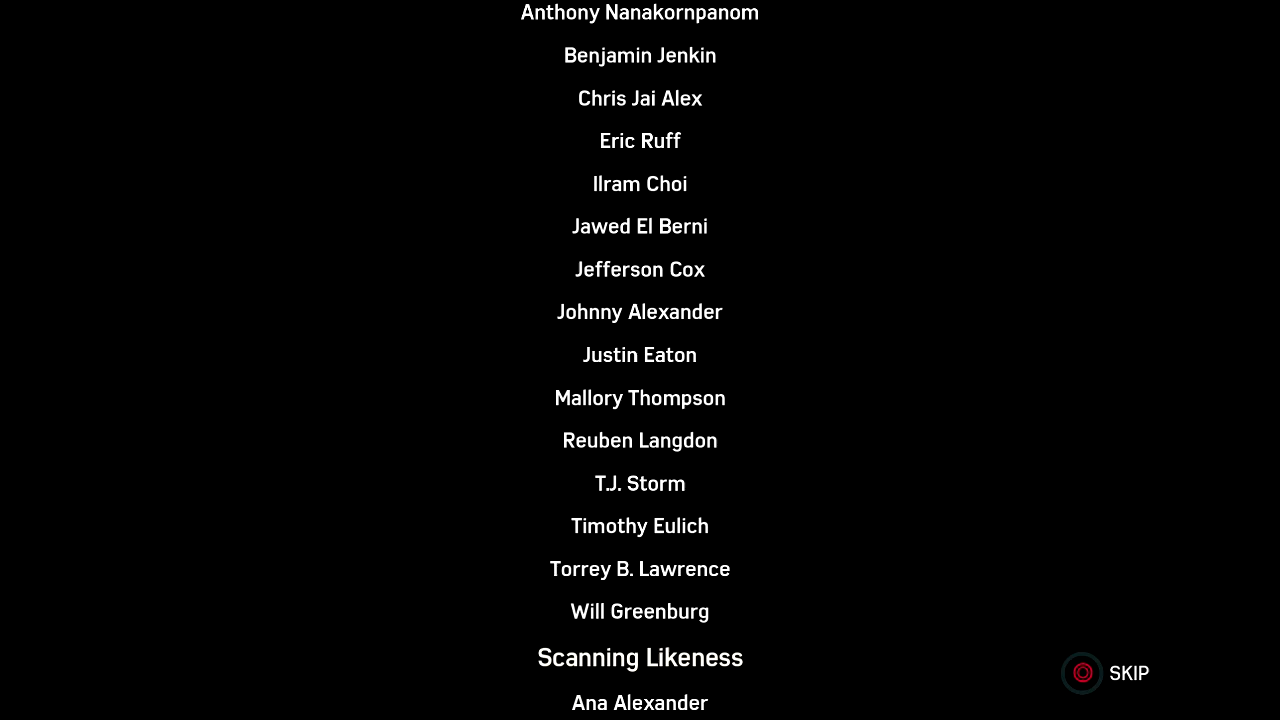 Anthony Nanakornpanom
Benjamin Jenkin
Chris Jai Alex
Eric Ruff
Ilram Choi
Jawed El Berni
Jefferson Cox
Johnny Alexander
Justin Eaton
Mallory Thompson
Reuben Langdon
T.J. Storm
Timothy Eulich
Torrey B. Lawrence
Will Greenburg
Scanning Likeness
SKIP
Ana Alexander